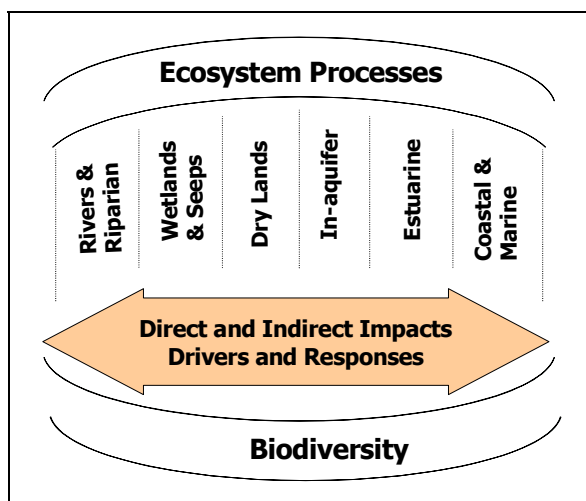 Ecosystem Processes
Rivers &
Riparian
Wetlands
& Seeps
Dry Lands
In-aquifer
Estuarine
Coastal &
Marine
Direct and Indirect Impacts
Drivers and Responses
Biodiversity